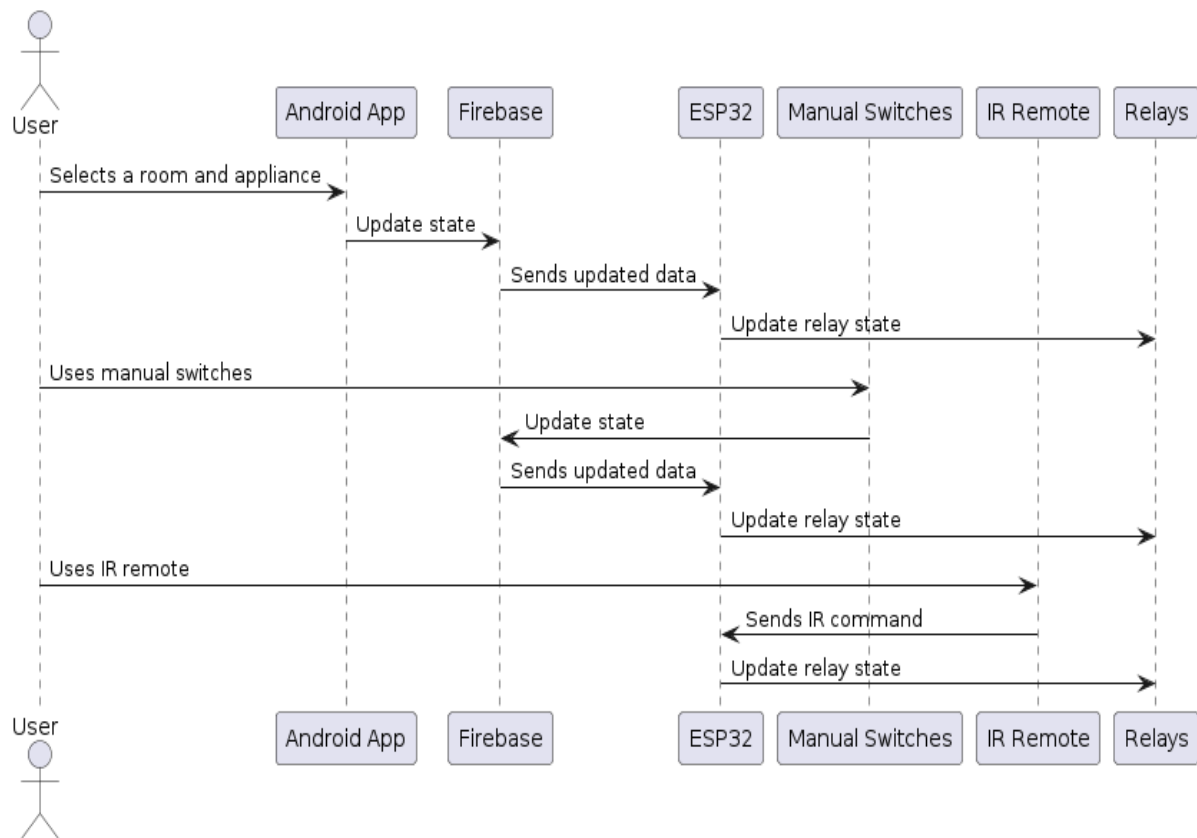 User
Android App
Firebase
ESP32
Manual Switches
IR Remote
Relays
Selects a room and appliance
Update state
Sends updated data
Update relay state
Uses manual switches
Update state
Sends updated data
Update relay state
Uses IR remote
Sends IR command
Update relay state
User
Android App
Firebase
ESP32
Manual Switches
IR Remote
Relays